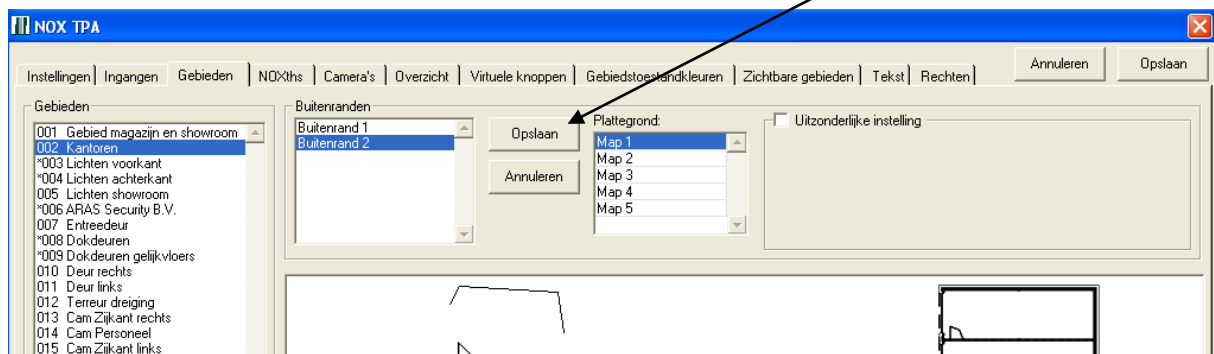 NOX TPA
Instellingen Ingangen Gebieden NOXths Camera's Overzicht Virtuele knoppen Gebiedstoestandkleuren Zichtbare gebieden Tekst Rechten Annuleren Opslaan
Gebieden
001 Gebied magazijn en showroom
002 Kantoren
*003 Lichten voorkant
*004 Lichten achterkant
005 Lichten showroom
*006 ARAS Security B.V.
007 Entreedeur
*008 Dokdeuren
*009 Dokdeuren gelijkvloers
010 Deur rechts
011 Deur links
012 Terreur dreiging
013 Cam Zijkant rechts
014 Cam Personeel
015 Cam Zijkant links
Buitenranden
Buitenrand 1
Buitenrand 2
Opslaan
Annuleren
Plattegrond:
Map 1
Map 2
Map 3
Map 4
Map 5
Uitzonderlijke instelling